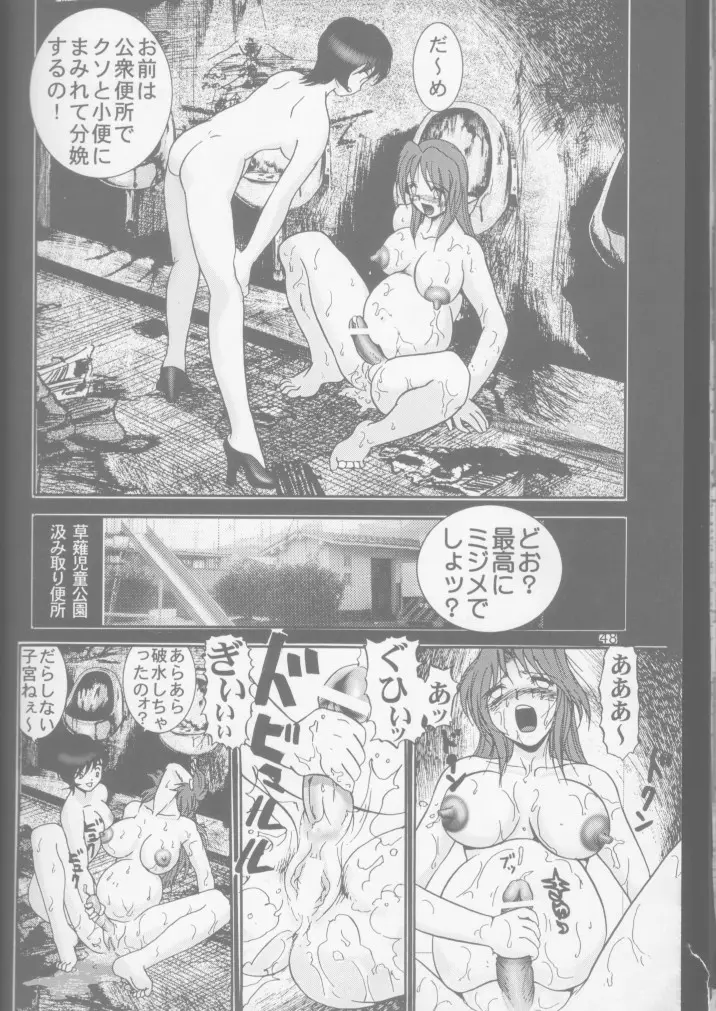 だ〜め
お前は
公衆便所で
クソと小便に
まみれて分娩
するの！
どお？
最高に
ミジメで
しょッ？
草薙児童公園
汲み取り便所
48
あああ〜
あッ
ドクン
ドクン
ぐひぃッ
ドビュルルル
ぎぃぃぃ
あらあら
破水しちゃ
ったのォ？
だらしない
子宮ねぇ〜